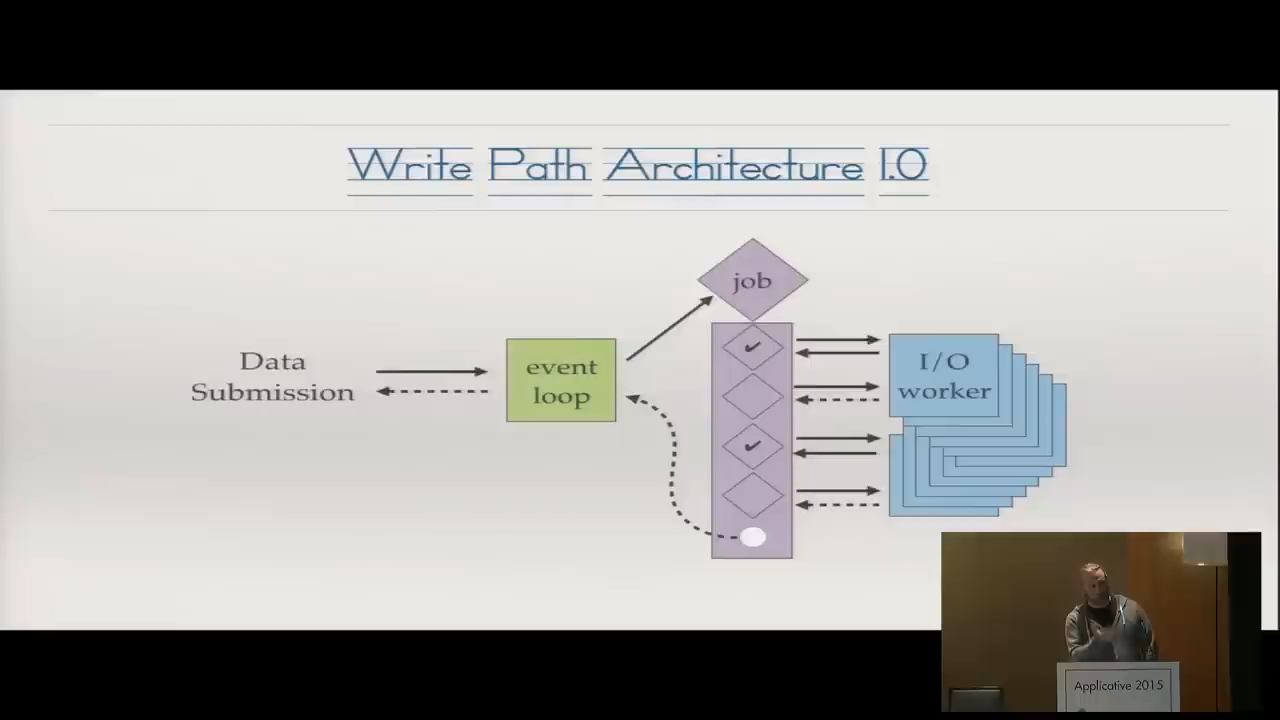 Write Path Architecture 1.0
job
Data
Submission
event
loop
✔
✔
I/O
worker
Applicative 2015